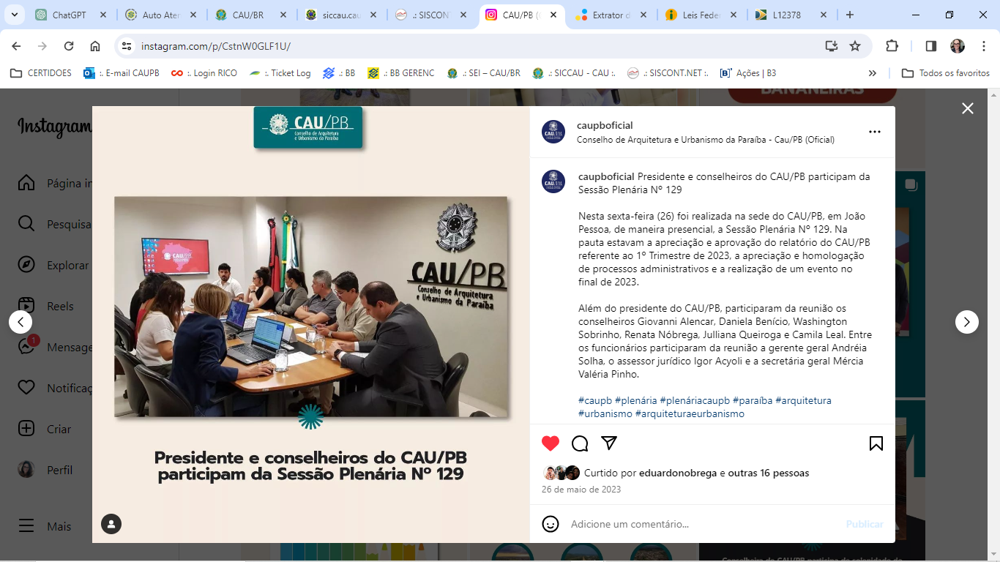 ChatGPT
Auto Aten
CAU/BR
siccau.cau
.: SISCONT
CAU/PB (
Extrator d
Leis Feder
L12378
instagram.com/p/CstnW0GLF1U/
CERTIDOES
:. E-mail CAUPB
:. Login RICO
:. Ticket Log
.: BB
.: BB GERENC
.: SEI – CAU/BR
.: SICCAU - CAU :.
.: SISCONT.NET :.
Ações | B3
Todos os favoritos
BANANEIRAS
Instagram
Página in
Pesquisa
Explorar
Reels
1
Mensage
Notificaç
Criar
Perfil
Mais
CAU/PB
Conselho de Arquitetura
e Urbanismo da Paraíba
CAU/PB
CAU/PB
Conselho de Arquitetura
e Urbanismo da Paraíba
Presidente e conselheiros do CAU/PB
participam da Sessão Plenária Nº 129
caupboficial
Conselho de Arquitetura e Urbanismo da Paraíba - Cau/PB (Oficial)
caupboficial Presidente e conselheiros do CAU/PB participam da
Sessão Plenária Nº 129
Nesta sexta-feira (26) foi realizada na sede do CAU/PB, em João
Pessoa, de maneira presencial, a Sessão Plenária Nº 129. Na
pauta estavam a apreciação e aprovação do relatório do CAU/PB
referente ao 1º Trimestre de 2023, a apreciação e homologação
de processos administrativos e a realização de um evento no
final de 2023.
Além do presidente do CAU/PB, participaram da reunião os
conselheiros Giovanni Alencar, Daniela Benício, Washington
Sobrinho, Renata Nóbrega, Julliana Queiroga e Camila Leal. Entre
os funcionários participaram da reunião a gerente geral Andréia
Solha, o assessor jurídico Igor Acyoli e a secretária geral Mércia
Valéria Pinho.
#caupb #plenária #plenáriacaupb #paraíba #arquitetura
#urbanismo #arquiteturaeurbanismo
Curtido por eduardonobrega e outras 16 pessoas
26 de maio de 2023
Adicione um comentário...
Publicar